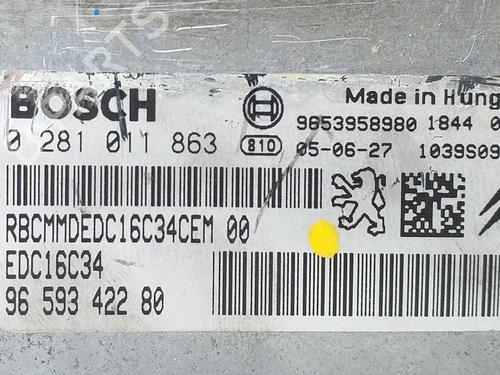 BOSCH
Made in Hung
0 281 011 863
9653958980 1844 0
810
05-06-27 1039S09
RBCMMDEDC16C34CEM 00
EDC16C34
96 593 422 80